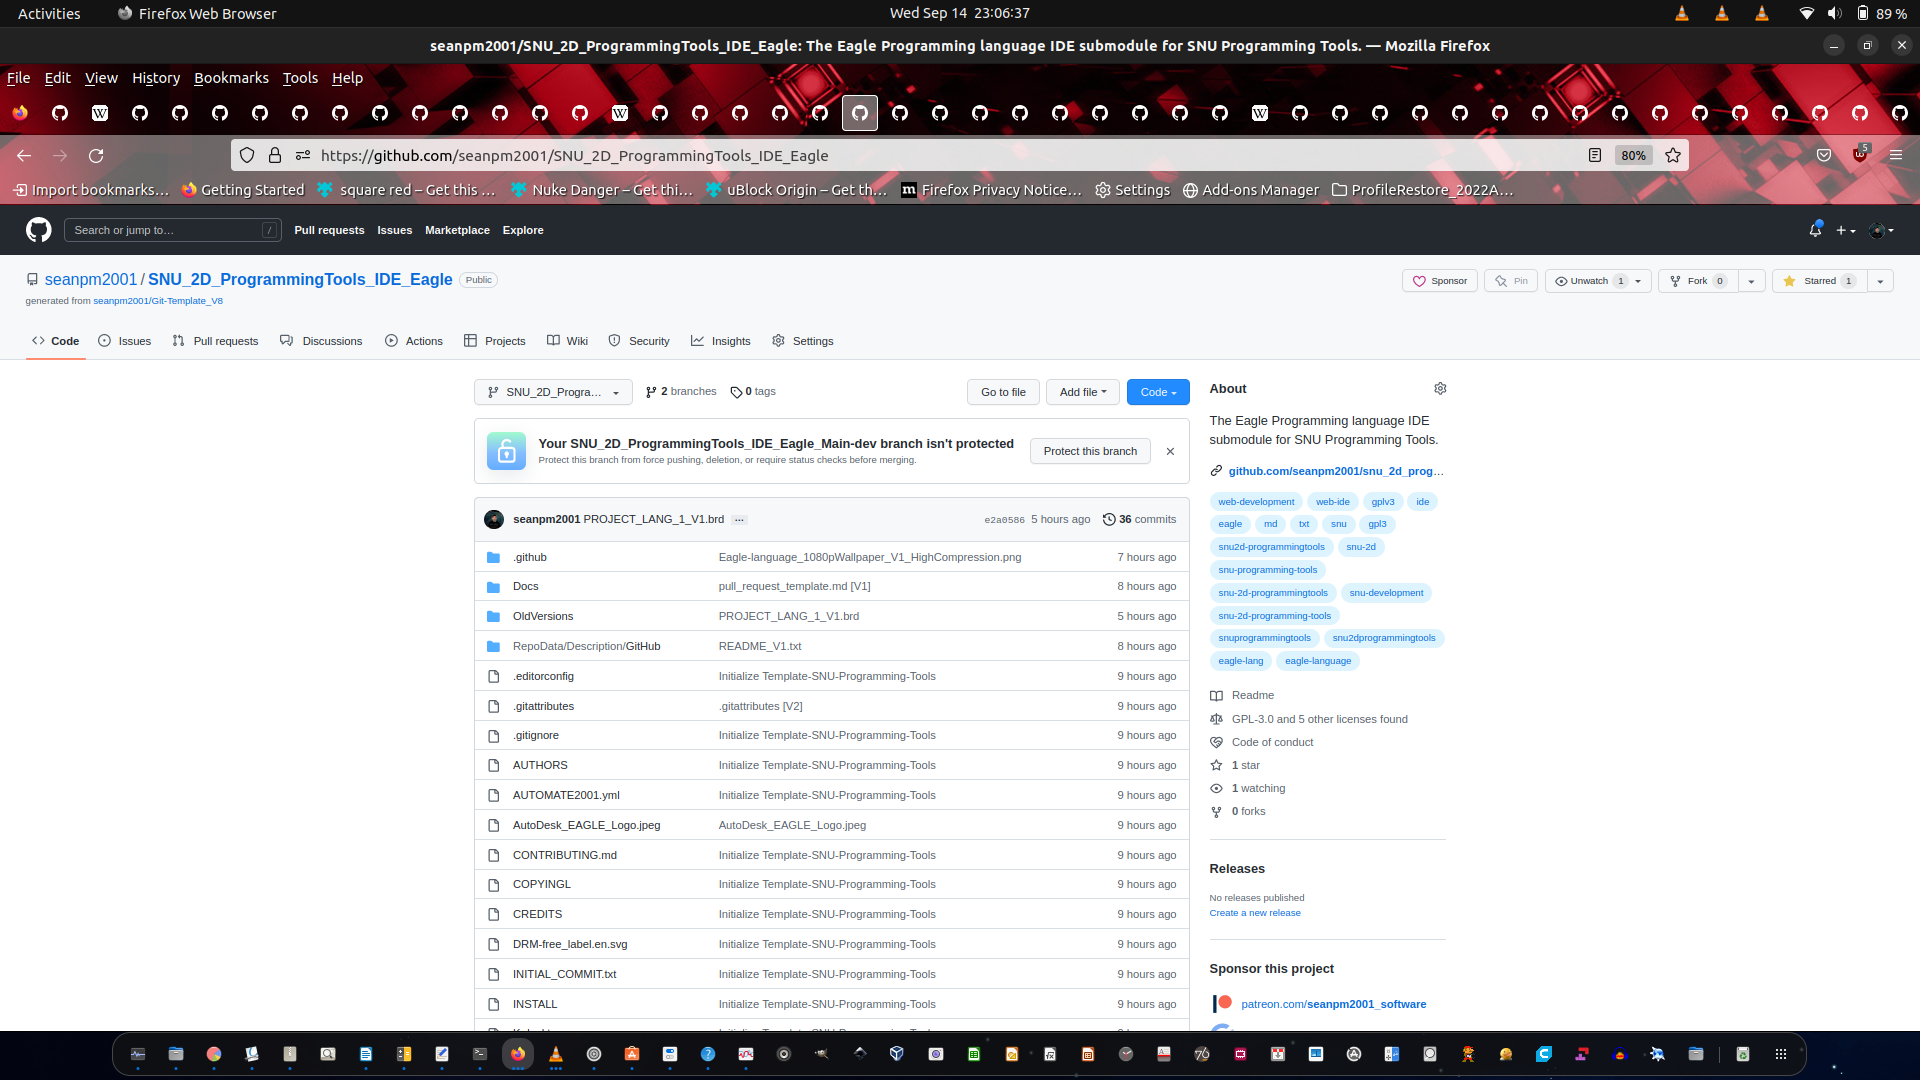 Activities
Firefox Web Browser
Wed Sep 14  23:06:37
89 %
seanpm2001/SNU_2D_ProgrammingTools_IDE_Eagle: The Eagle Programming language IDE submodule for SNU Programming Tools. — Mozilla Firefox
File Edit View History Bookmarks Tools Help
https://github.com/seanpm2001/SNU_2D_ProgrammingTools_IDE_Eagle
80%
5
Import bookmarks… Getting Started square red – Get this … Nuke Danger – Get thi… uBlock Origin – Get th… Firefox Privacy Notice… Settings Add-ons Manager ProfileRestore_2022A…
Search or jump to… /
Pull requests Issues Marketplace Explore
seanpm2001 / SNU_2D_ProgrammingTools_IDE_Eagle Public
Sponsor Pin Unwatch 1 Fork 0 Starred 1
generated from seanpm2001/Git-Template_V8
Code Issues Pull requests Discussions Actions Projects Wiki Security Insights Settings
SNU_2D_Progra… 2 branches 0 tags
Go to file Add file Code
Your SNU_2D_ProgrammingTools_IDE_Eagle_Main-dev branch isn't protected
Protect this branch from force pushing, deletion, or require status checks before merging.
Protect this branch
seanpm2001 PROJECT_LANG_1_V1.brd … e2a0586 5 hours ago 36 commits
.github Eagle-language_1080pWallpaper_V1_HighCompression.png 7 hours ago
Docs pull_request_template.md [V1] 8 hours ago
OldVersions PROJECT_LANG_1_V1.brd 5 hours ago
RepoData/Description/GitHub README_V1.txt 8 hours ago
.editorconfig Initialize Template-SNU-Programming-Tools 9 hours ago
.gitattributes .gitattributes [V2] 9 hours ago
.gitignore Initialize Template-SNU-Programming-Tools 9 hours ago
AUTHORS Initialize Template-SNU-Programming-Tools 9 hours ago
AUTOMATE2001.yml Initialize Template-SNU-Programming-Tools 9 hours ago
AutoDesk_EAGLE_Logo.jpeg AutoDesk_EAGLE_Logo.jpeg 9 hours ago
CONTRIBUTING.md Initialize Template-SNU-Programming-Tools 9 hours ago
COPYINGL Initialize Template-SNU-Programming-Tools 9 hours ago
CREDITS Initialize Template-SNU-Programming-Tools 9 hours ago
DRM-free_label.en.svg Initialize Template-SNU-Programming-Tools 9 hours ago
INITIAL_COMMIT.txt Initialize Template-SNU-Programming-Tools 9 hours ago
INSTALL Initialize Template-SNU-Programming-Tools 9 hours ago
About
The Eagle Programming language IDE
submodule for SNU Programming Tools.
github.com/seanpm2001/snu_2d_prog…
web-development web-ide gplv3 ide
eagle md txt snu gpl3
snu2d-programmingtools snu-2d
snu-programming-tools
snu-2d-programmingtools snu-development
snu-2d-programming-tools
snuprogrammingtools snu2dprogrammingtools
eagle-lang eagle-language
Readme
GPL-3.0 and 5 other licenses found
Code of conduct
1 star
1 watching
0 forks
Releases
No releases published
Create a new release
Sponsor this project
patreon.com/seanpm2001_software